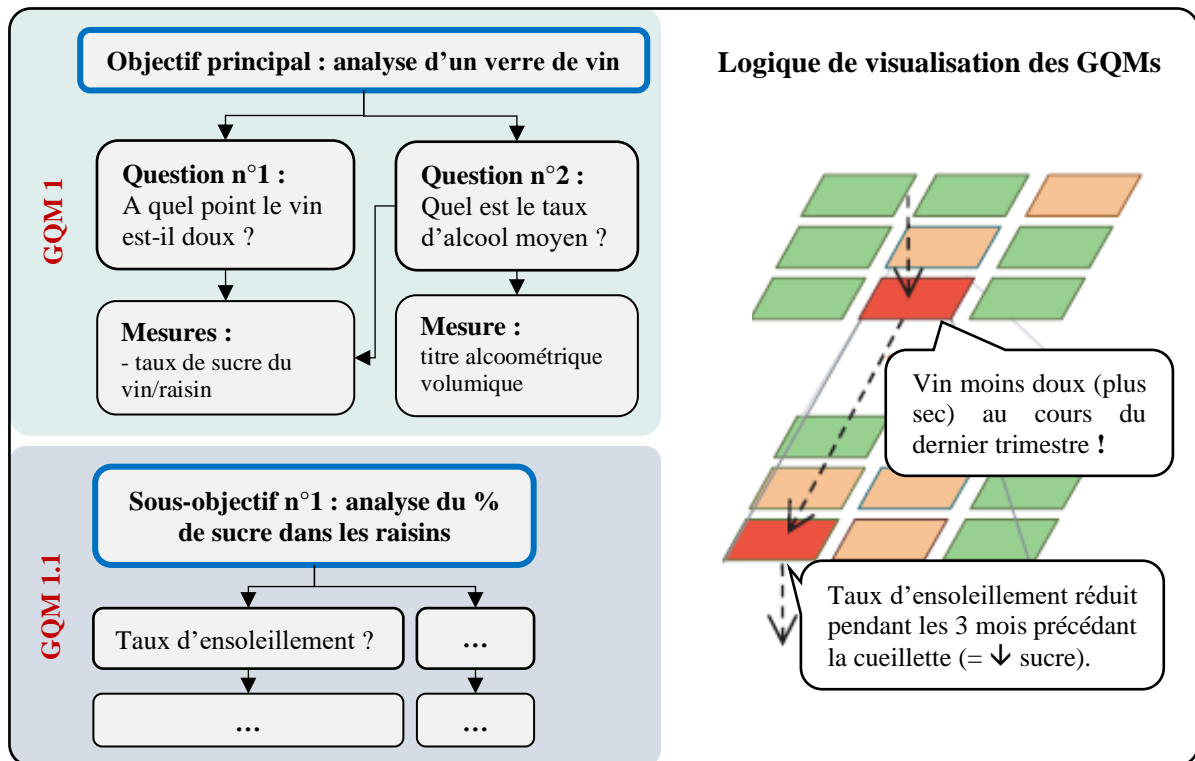 GQM 1
Objectif principal : analyse d’un verre de vin
Question n°1 :
A quel point le vin
est-il doux ?
Question n°2 :
Quel est le taux
d’alcool moyen ?
Mesures :
- taux de sucre du
vin/raisin
Mesure :
titre alcoométrique
volumique
GQM 1.1
Sous-objectif n°1 : analyse du %
de sucre dans les raisins
Taux d’ensoleillement ?
…
…
…
Logique de visualisation des GQMs
Vin moins doux (plus
sec) au cours du
dernier trimestre !
Taux d’ensoleillement réduit
pendant les 3 mois précédant
la cueillette (= ↓ sucre).